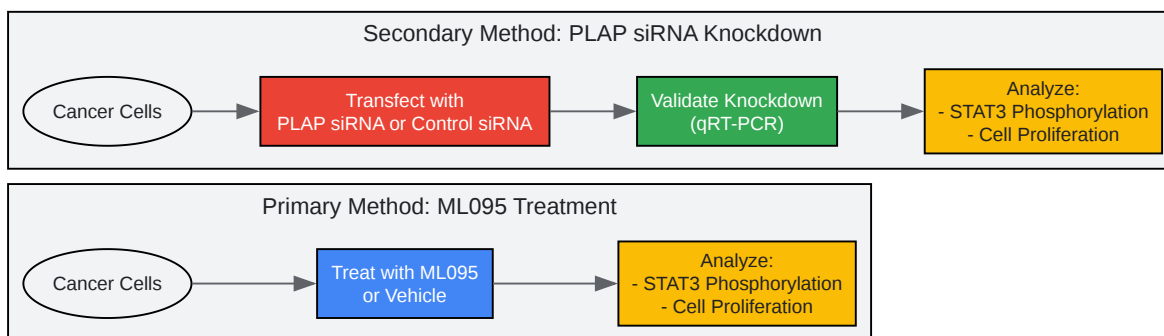 Secondary Method: PLAP siRNA Knockdown
Cancer Cells
Transfect with
PLAP siRNA or Control siRNA
Validate Knockdown
(qRT-PCR)
Analyze:
- STAT3 Phosphorylation
- Cell Proliferation
Primary Method: ML095 Treatment
Cancer Cells
Treat with ML095
or Vehicle
Analyze:
- STAT3 Phosphorylation
- Cell Proliferation